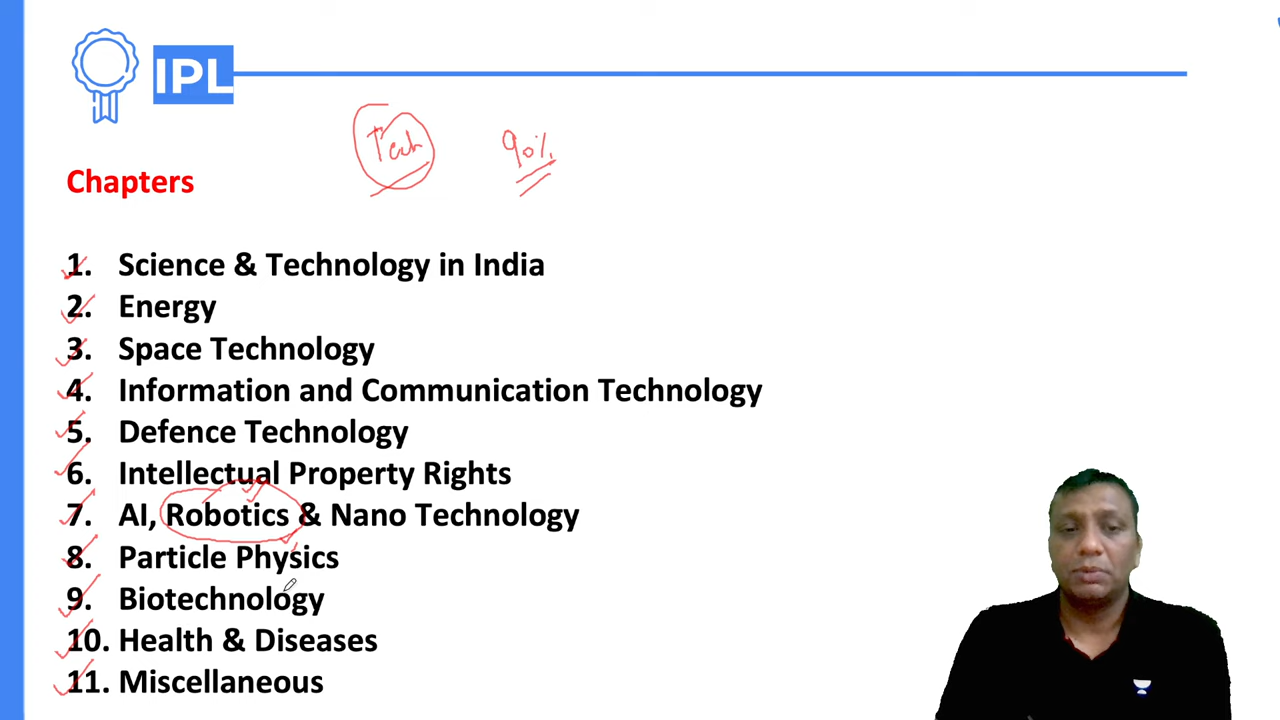 IPL
Tech 90%
Chapters
1. Science & Technology in India
2. Energy
3. Space Technology
4. Information and Communication Technology
5. Defence Technology
6. Intellectual Property Rights
7. AI, Robotics & Nano Technology
8. Particle Physics
9. Biotechnology
10. Health & Diseases
11. Miscellaneous